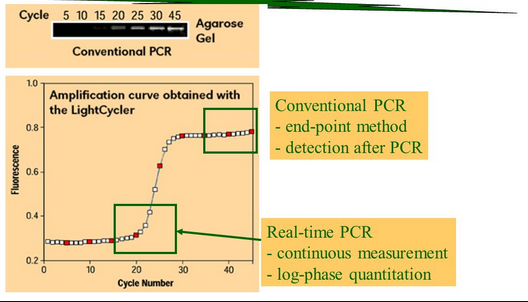 Cycle 5 10 15 20 25 30 45
Agarose
Gel
Conventional PCR
Amplification curve obtained with
the LightCycler
1.0
0.8
0.6
0.4
0.2
Fluorescence
0 10 20 30 40
Cycle Number
Conventional PCR
- end-point method
- detection after PCR
Real-time PCR
- continuous measurement
- log-phase quantitation